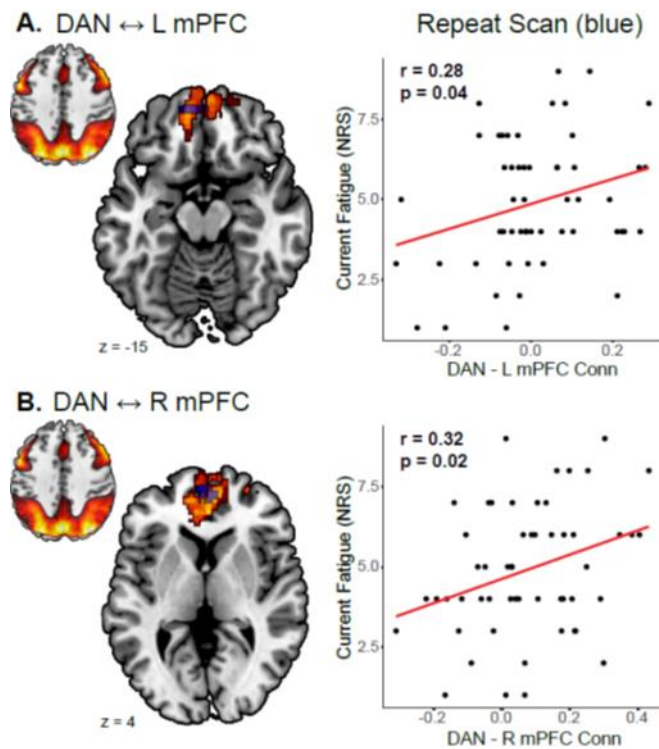 A. DAN ↔ L mPFC
Repeat Scan (blue)
r = 0.28
p = 0.04
7.5
5.0
2.5
Current Fatigue (NRS)
-0.2 0.0 0.2
DAN - L mPFC Conn
z = -15
B. DAN ↔ R mPFC
r = 0.32
p = 0.02
7.5
5.0
2.5
Current Fatigue (NRS)
-0.2 0.0 0.2 0.4
DAN - R mPFC Conn
z = 4